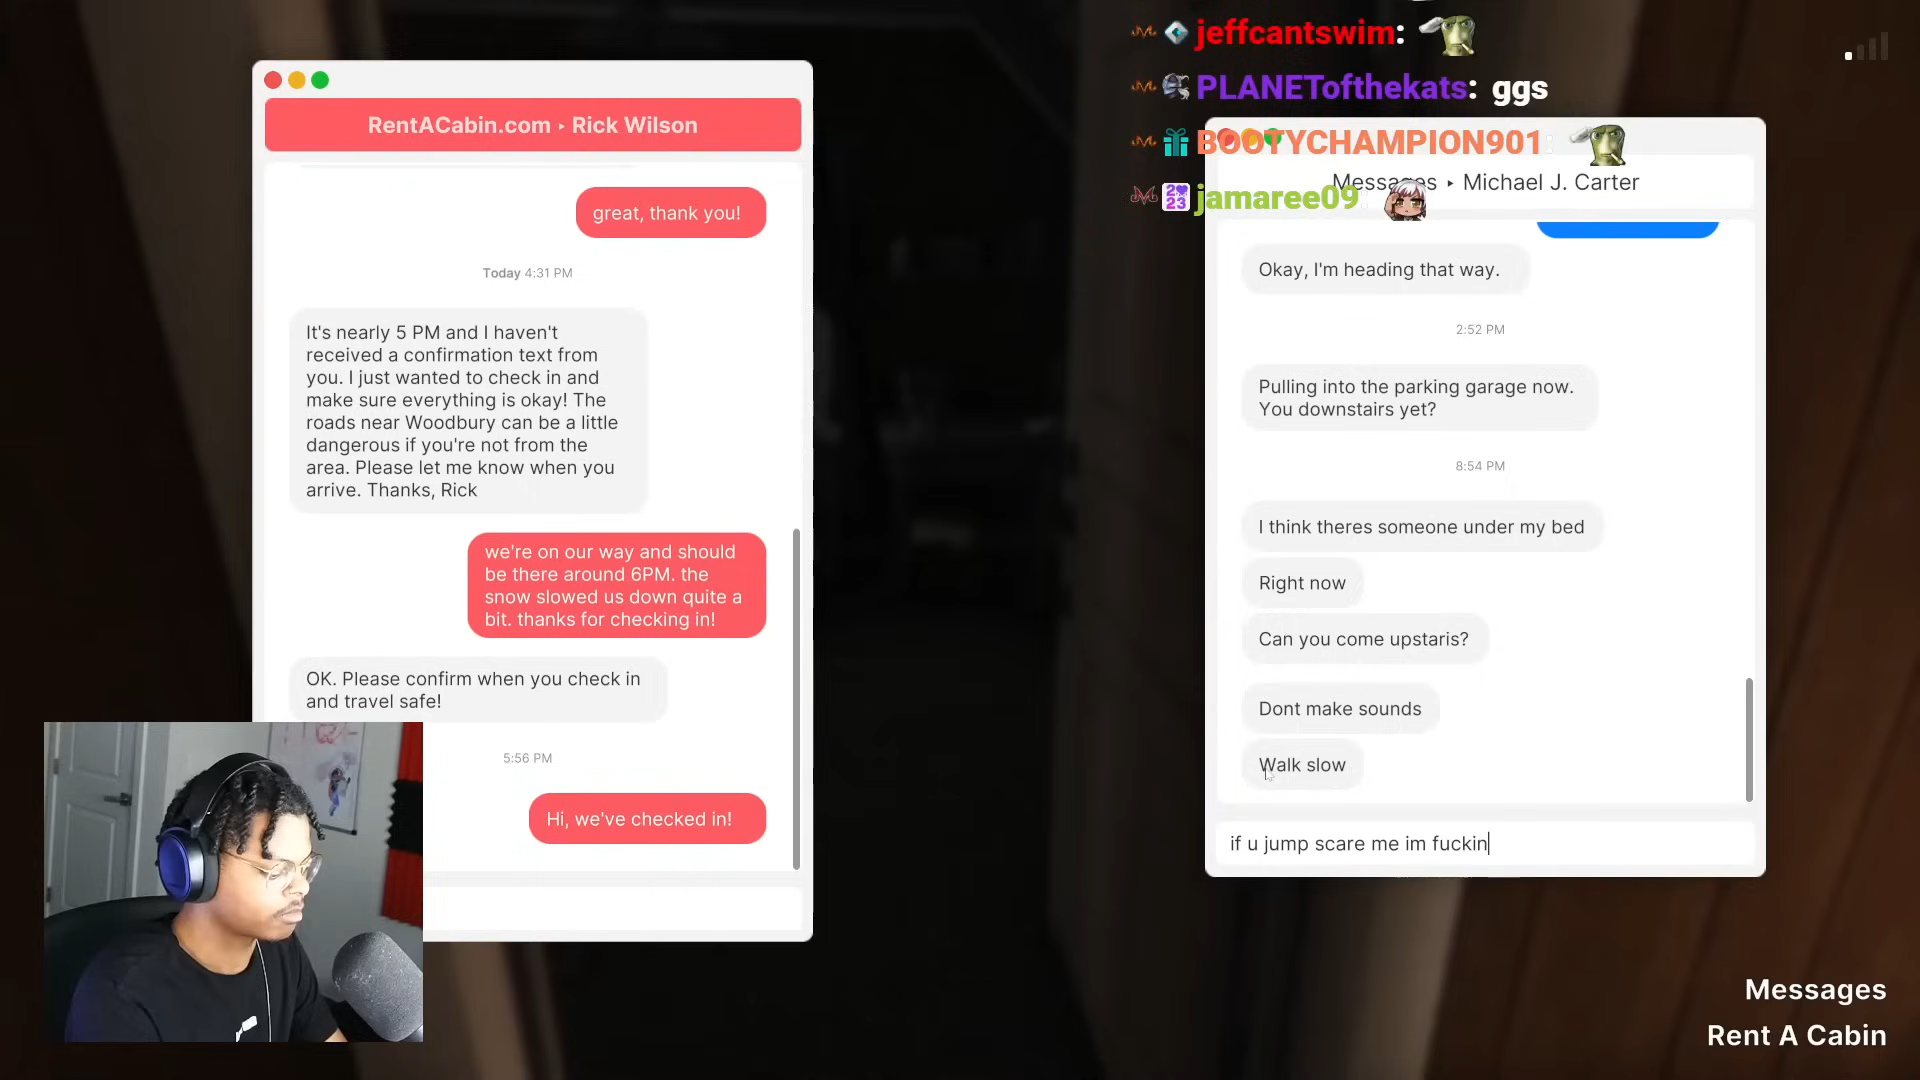 jeffcantswim:
PLANETofthekats: ggs
BOOTYCHAMPION901:
jamaree09
RentACabin.com ‣ Rick Wilson
great, thank you!
Today 4:31 PM
It's nearly 5 PM and I haven't
received a confirmation text from
you. I just wanted to check in and
make sure everything is okay! The
roads near Woodbury can be a little
dangerous if you're not from the
area. Please let me know when you
arrive. Thanks, Rick
we're on our way and should
be there around 6PM. the
snow slowed us down quite a
bit. thanks for checking in!
OK. Please confirm when you check in
and travel safe!
5:56 PM
Hi, we've checked in!
Messages ‣ Michael J. Carter
Okay, I'm heading that way.
2:52 PM
Pulling into the parking garage now.
You downstairs yet?
8:54 PM
I think theres someone under my bed
Right now
Can you come upstaris?
Dont make sounds
Walk slow
if u jump scare me im fuckin
Messages
Rent A Cabin